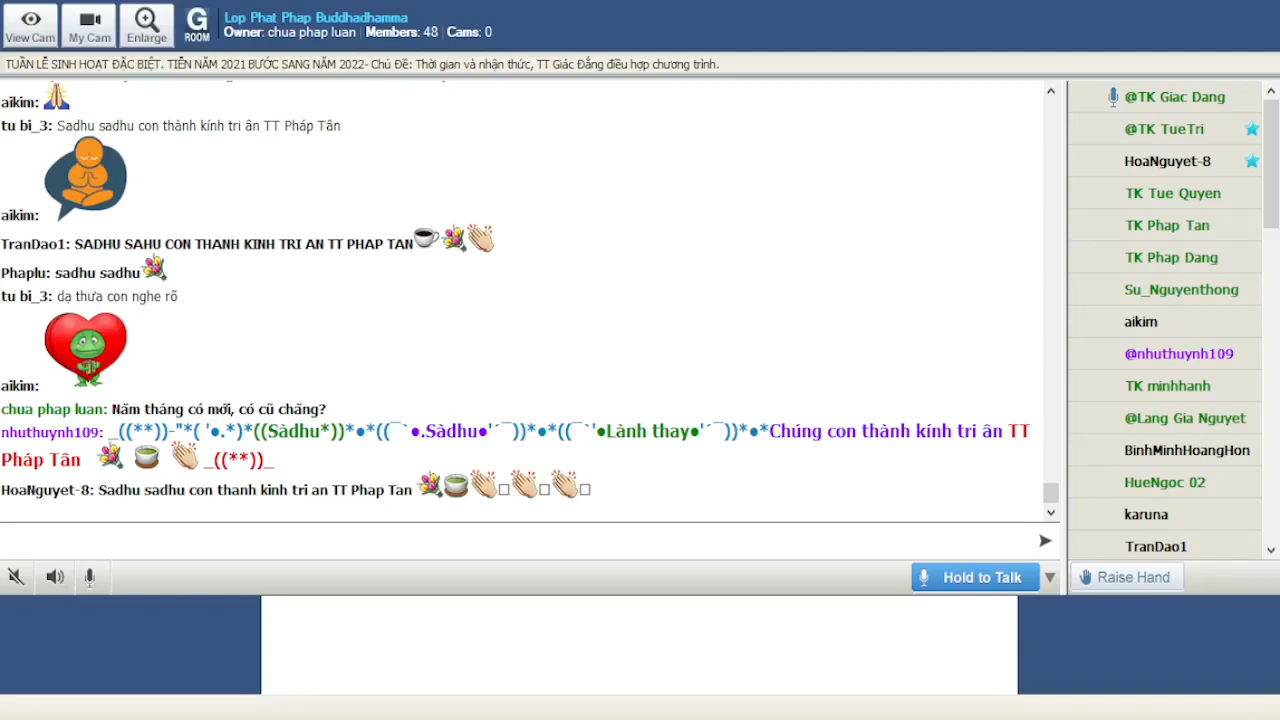 View Cam
My Cam
Enlarge
G ROOM
Lop Phat Phap Buddhadhamma
Owner: chua phap luan | Members: 48 | Cams: 0
TUẦN LỄ SINH HOẠT ĐẶC BIỆT. TIỄN NĂM 2021 BƯỚC SANG NĂM 2022- Chủ Đề: Thời gian và nhận thức, TT Giác Đẳng điều hợp chương trình.
aikim:
tu bi_3: Sadhu sadhu con thành kính tri ân TT Pháp Tân
aikim:
TranDao1: SADHU SAHU CON THANH KINH TRI AN TT PHAP TAN
Phaplu: sadhu sadhu
tu bi_3: dạ thưa con nghe rõ
aikim:
chua phap luan: Năm tháng có mới, có cũ chăng?
nhuthuynh109: _((**))-"*( '●.*)*((Sàdhu*))*●*((¯`●.Sàdhu●'´¯))*●*●*((¯`'●Lành thay●'´¯))*●*Chúng con thành kính tri ân TT
Pháp Tân _((**))_
HoaNguyet-8: Sadhu sadhu con thanh kinh tri an TT Phap Tan
Hold to Talk
@TK Giac Dang
@TK TueTri
HoaNguyet-8
TK Tue Quyen
TK Phap Tan
TK Phap Dang
Su_Nguyenthong
aikim
@nhuthuynh109
TK minhhanh
@Lang Gia Nguyet
BinhMinhHoangHon
HueNgoc 02
karuna
TranDao1
Raise Hand